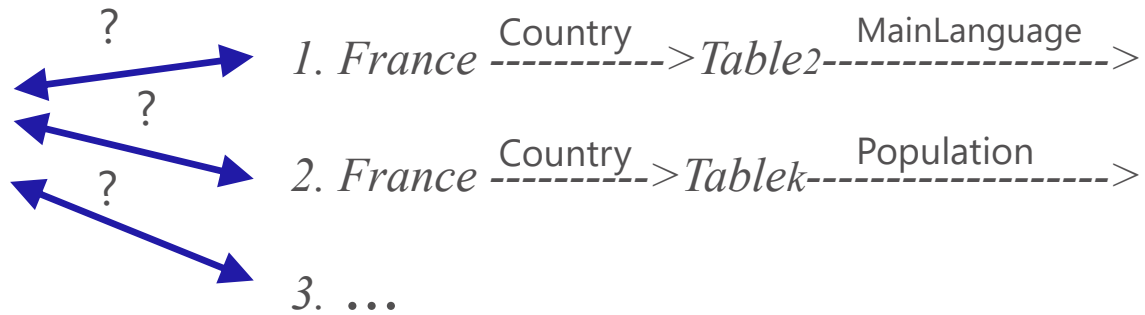 ?
1. France -----Country----->Table2-----MainLanguage----->
?
2. France -----Country----->Tablek-----Population----->
?
3. ...